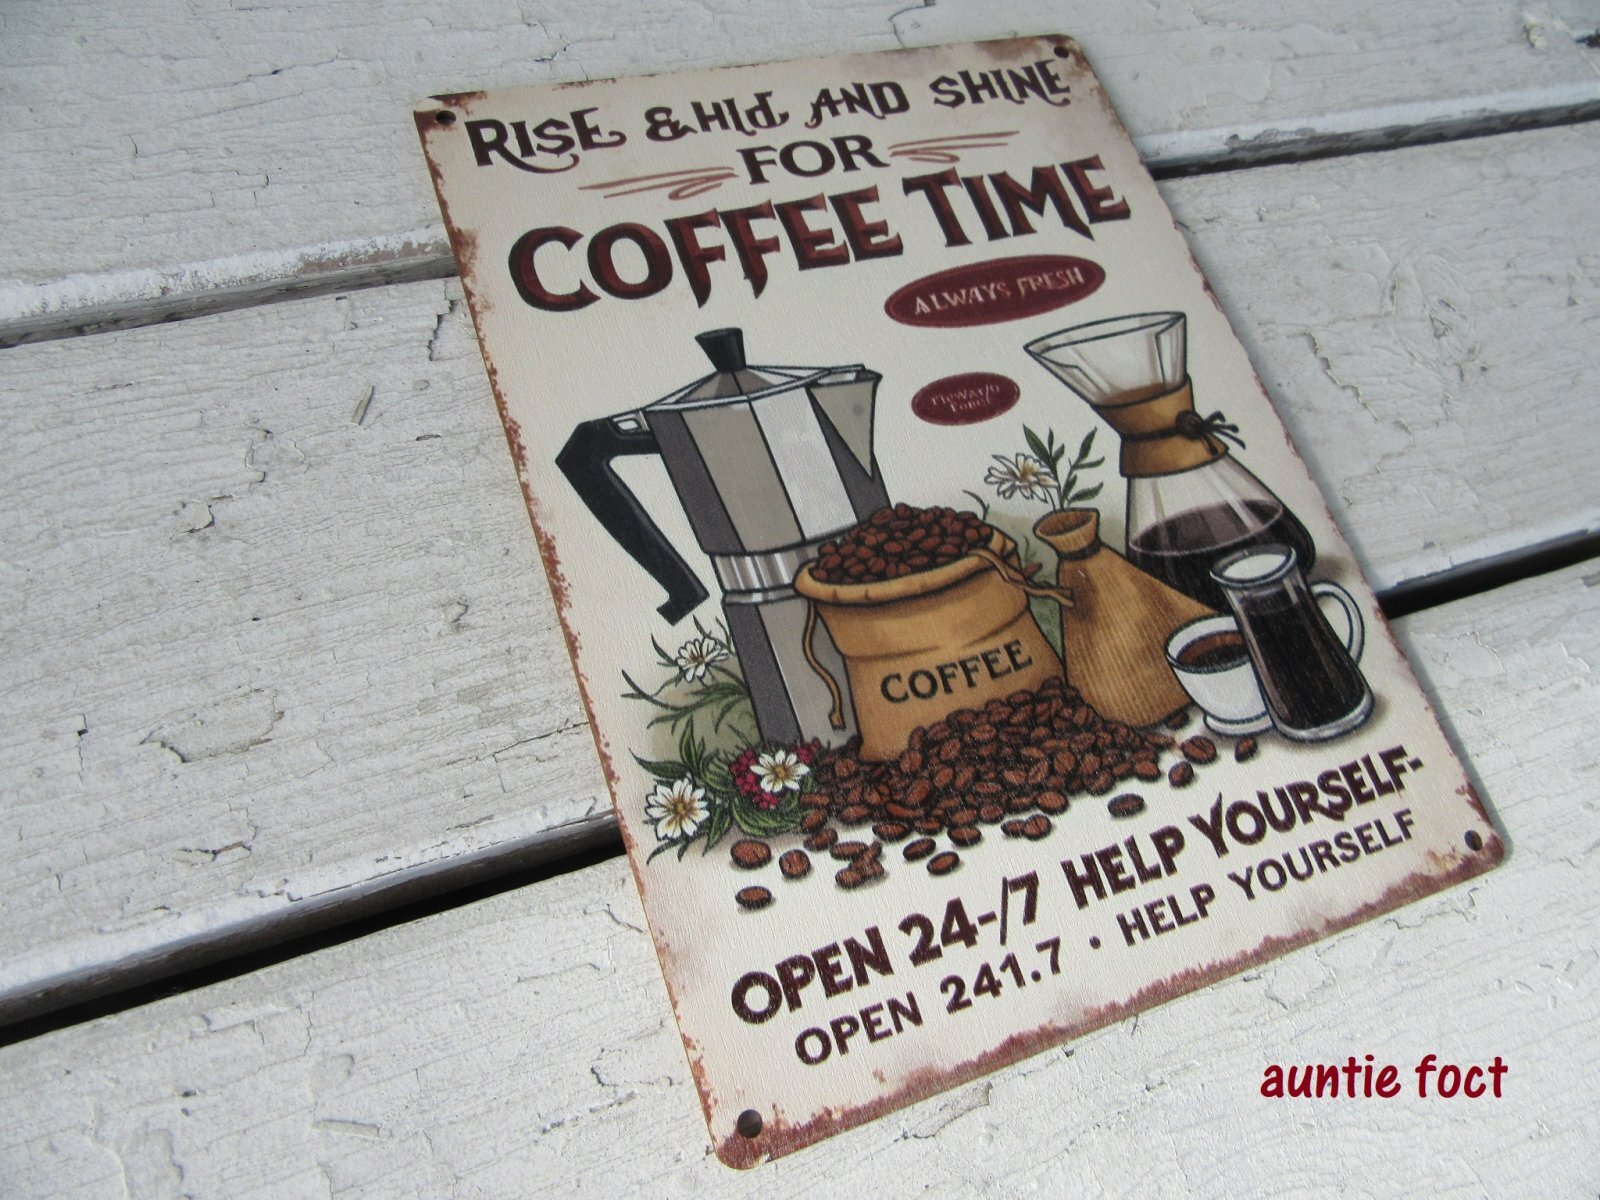 RISE & HID AND SHINE
FOR
COFFEE TIME
ALWAYS FRESH
COFFEE
OPEN 24-/7 HELP YOURSELF-
OPEN 241.7 • HELP YOURSELF
auntie foct